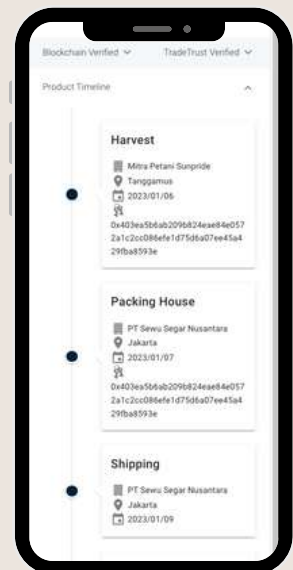 Blockchain Verified
TradeTrust Verified
Product Timeline
Harvest
Mitra Petani Sunpride
Tanggamus
2023/01/06
0x403ea5b6ab209b824eae84e057
2a1c2cc086efe1d75d6a07ee45a4
29fba8593e
Packing House
PT Sewu Segar Nusantara
Jakarta
2023/01/07
0x403ea5b6ab209b824eae84e057
2a1c2cc086efe1d75d6a07ee45a4
29fba8593e
Shipping
PT Sewu Segar Nusantara
Jakarta
2023/01/09